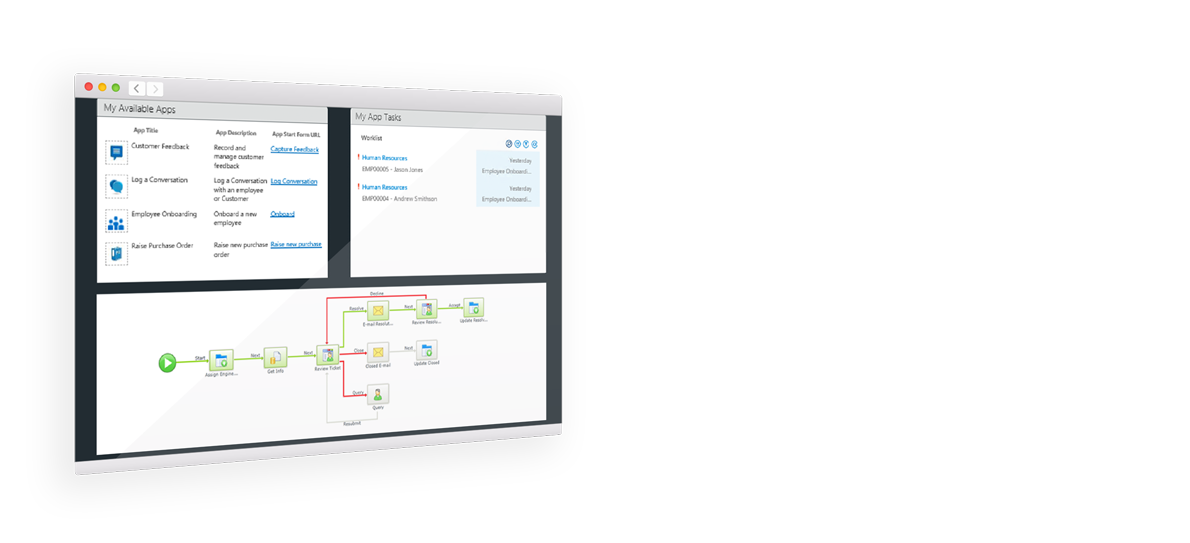 My Available Apps
App Title App Description App Start Form URL
Customer Feedback Record and Capture Feedback
manage customer
feedback
Log a Conversation Log a Conversation Log Conversation
with an employee
or Customer
Employee Onboarding Onboard a new Onboard
employee
Raise Purchase Order Raise new purchase Raise new purchase
order
My App Tasks
Worklist
! Human Resources Yesterday
EMP00005 - Jason Jones Employee Onboardi...
! Human Resources Yesterday
EMP00004 - Andrew Smithson Employee Onboardi...
Decline
Resolve Next Accept
E-mail Resolut... Review Resolu... Update Resolv...
Start Next Next Close Next
Assign Engine... Get Info Review Ticket Closed E-mail Update Closed
Query
Query
Resubmit